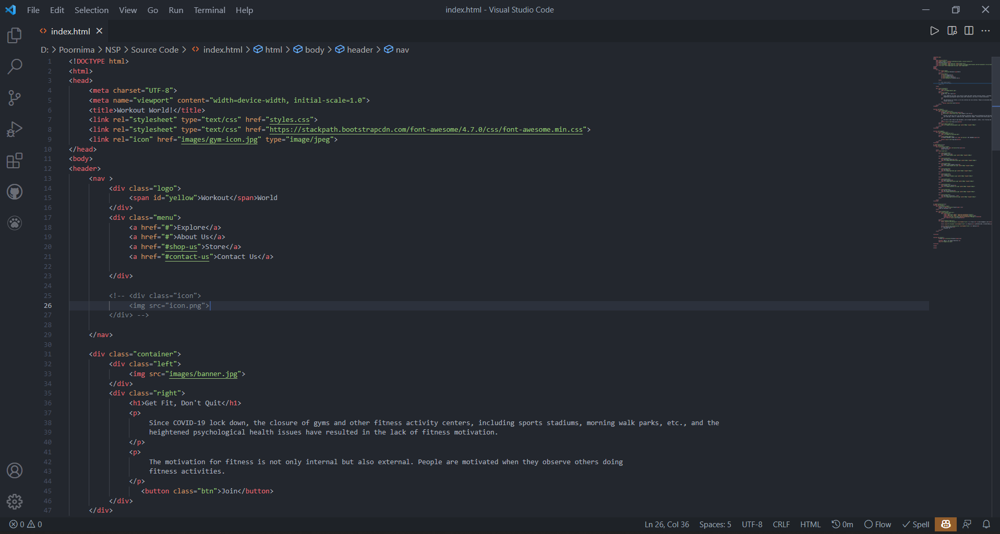 File Edit Selection View Go Run Terminal Help
index.html - Visual Studio Code
index.html
D: > Poornima > NSP > Source Code > index.html > html > body > header > nav
1 <!DOCTYPE html>
2 <html>
3 <head>
4 <meta charset="UTF-8">
5 <meta name="viewport" content="width=device-width, initial-scale=1.0">
6 <title>Workout World!</title>
7 <link rel="stylesheet" type="text/css" href="styles.css">
8 <link rel="stylesheet" type="text/css" href="https://stackpath.bootstrapcdn.com/font-awesome/4.7.0/css/font-awesome.min.css">
9 <link rel="icon" href="images/gym-icon.jpg" type="image/jpeg">
10 </head>
11 <body>
12 <header>
13 <nav >
14 <div class="logo">
15 <span id="yellow">Workout</span>World
16 </div>
17 <div class="menu">
18 <a href="#">Explore</a>
19 <a href="#">About Us</a>
20 <a href="#shop-us">Store</a>
21 <a href="#contact-us">Contact Us</a>
22
23 </div>
24
25 <!-- <div class="icon">
26 <img src="icon.png">
27 </div> -->
28
29 </nav>
30
31 <div class="container">
32 <div class="left">
33 <img src="images/banner.jpg">
34 </div>
35 <div class="right">
36 <h1>Get Fit, Don't Quit</h1>
37 <p>
38 Since COVID-19 lock down, the closure of gyms and other fitness activity centers, including sports stadiums, morning walk parks, etc., and the
39 heightened psychological health issues have resulted in the lack of fitness motivation.
40 </p>
41 <p>
42 The motivation for fitness is not only internal but also external. People are motivated when they observe others doing
43 fitness activities.
44 </p>
45 <button class="btn">Join</button>
46 </div>
47 </div>
0 0
Ln 26, Col 36 Spaces: 5 UTF-8 CRLF HTML 0m Flow Spell